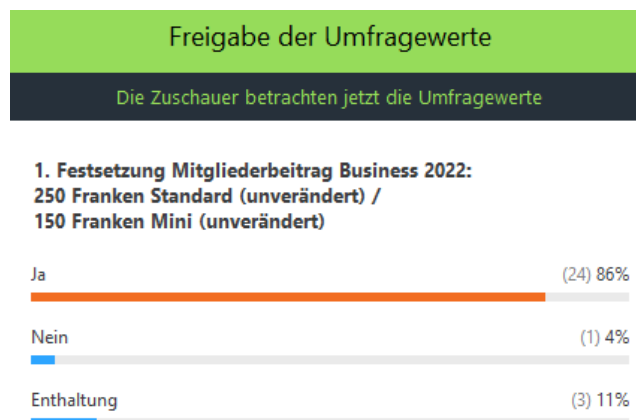 Freigabe der Umfragewerte
Die Zuschauer betrachten jetzt die Umfragewerte
1. Festsetzung Mitgliederbeitrag Business 2022:
250 Franken Standard (unverändert) /
150 Franken Mini (unverändert)
Ja (24) 86%
Nein (1) 4%
Enthaltung (3) 11%